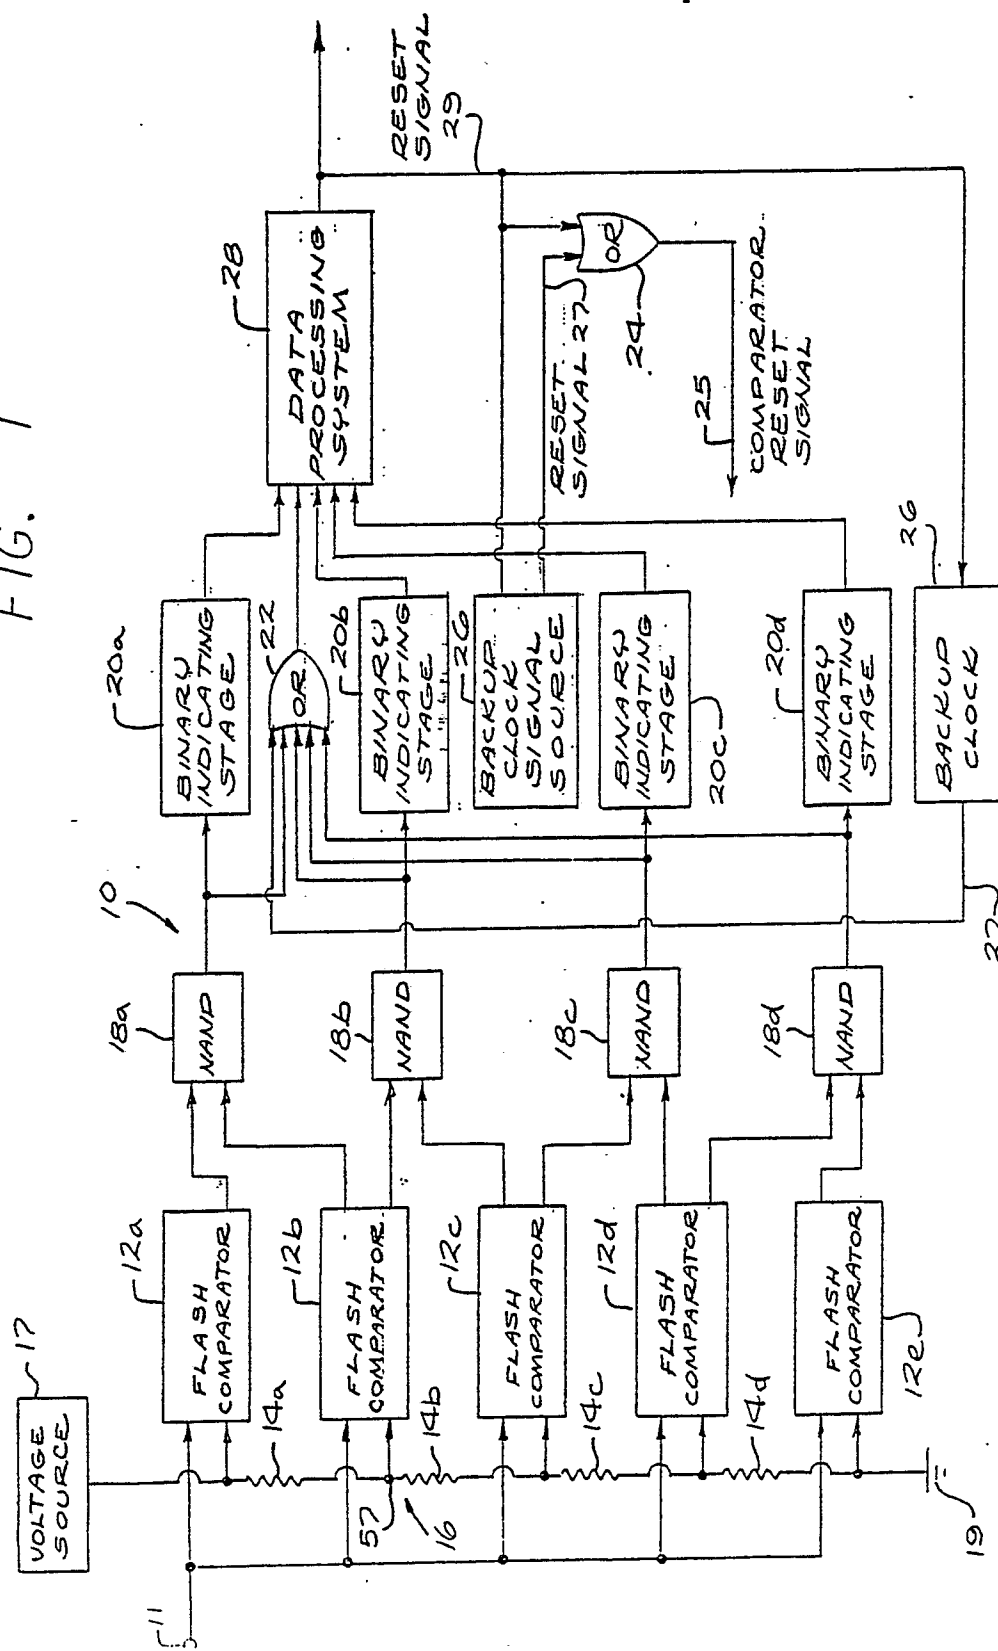 FIG. 1
VOLTAGE
SOURCE
17
11
12a
FLASH
COMPARATOR
14a
57
16
12b
FLASH
COMPARATOR
14b
12c
FLASH
COMPARATOR
14c
12d
FLASH
COMPARATOR
14d
FLASH
COMPARATOR
12e
19
10
18a
NAND
18b
NAND
18c
NAND
18d
NAND
20a
BINARY
INDICATING
STAGE
22
OR
20b
BINARY
INDICATING
STAGE
26
BACKUP
CLOCK
SIGNAL
SOURCE
BINARY
INDICATING
STAGE
20c
20d
BINARY
INDICATING
STAGE
26
BACKUP
CLOCK
27
28
DATA
PROCESSING
SYSTEM
RESET
SIGNAL
29
RESET
SIGNAL 27
OR
24
25
COMPARATOR
RESET
SIGNAL